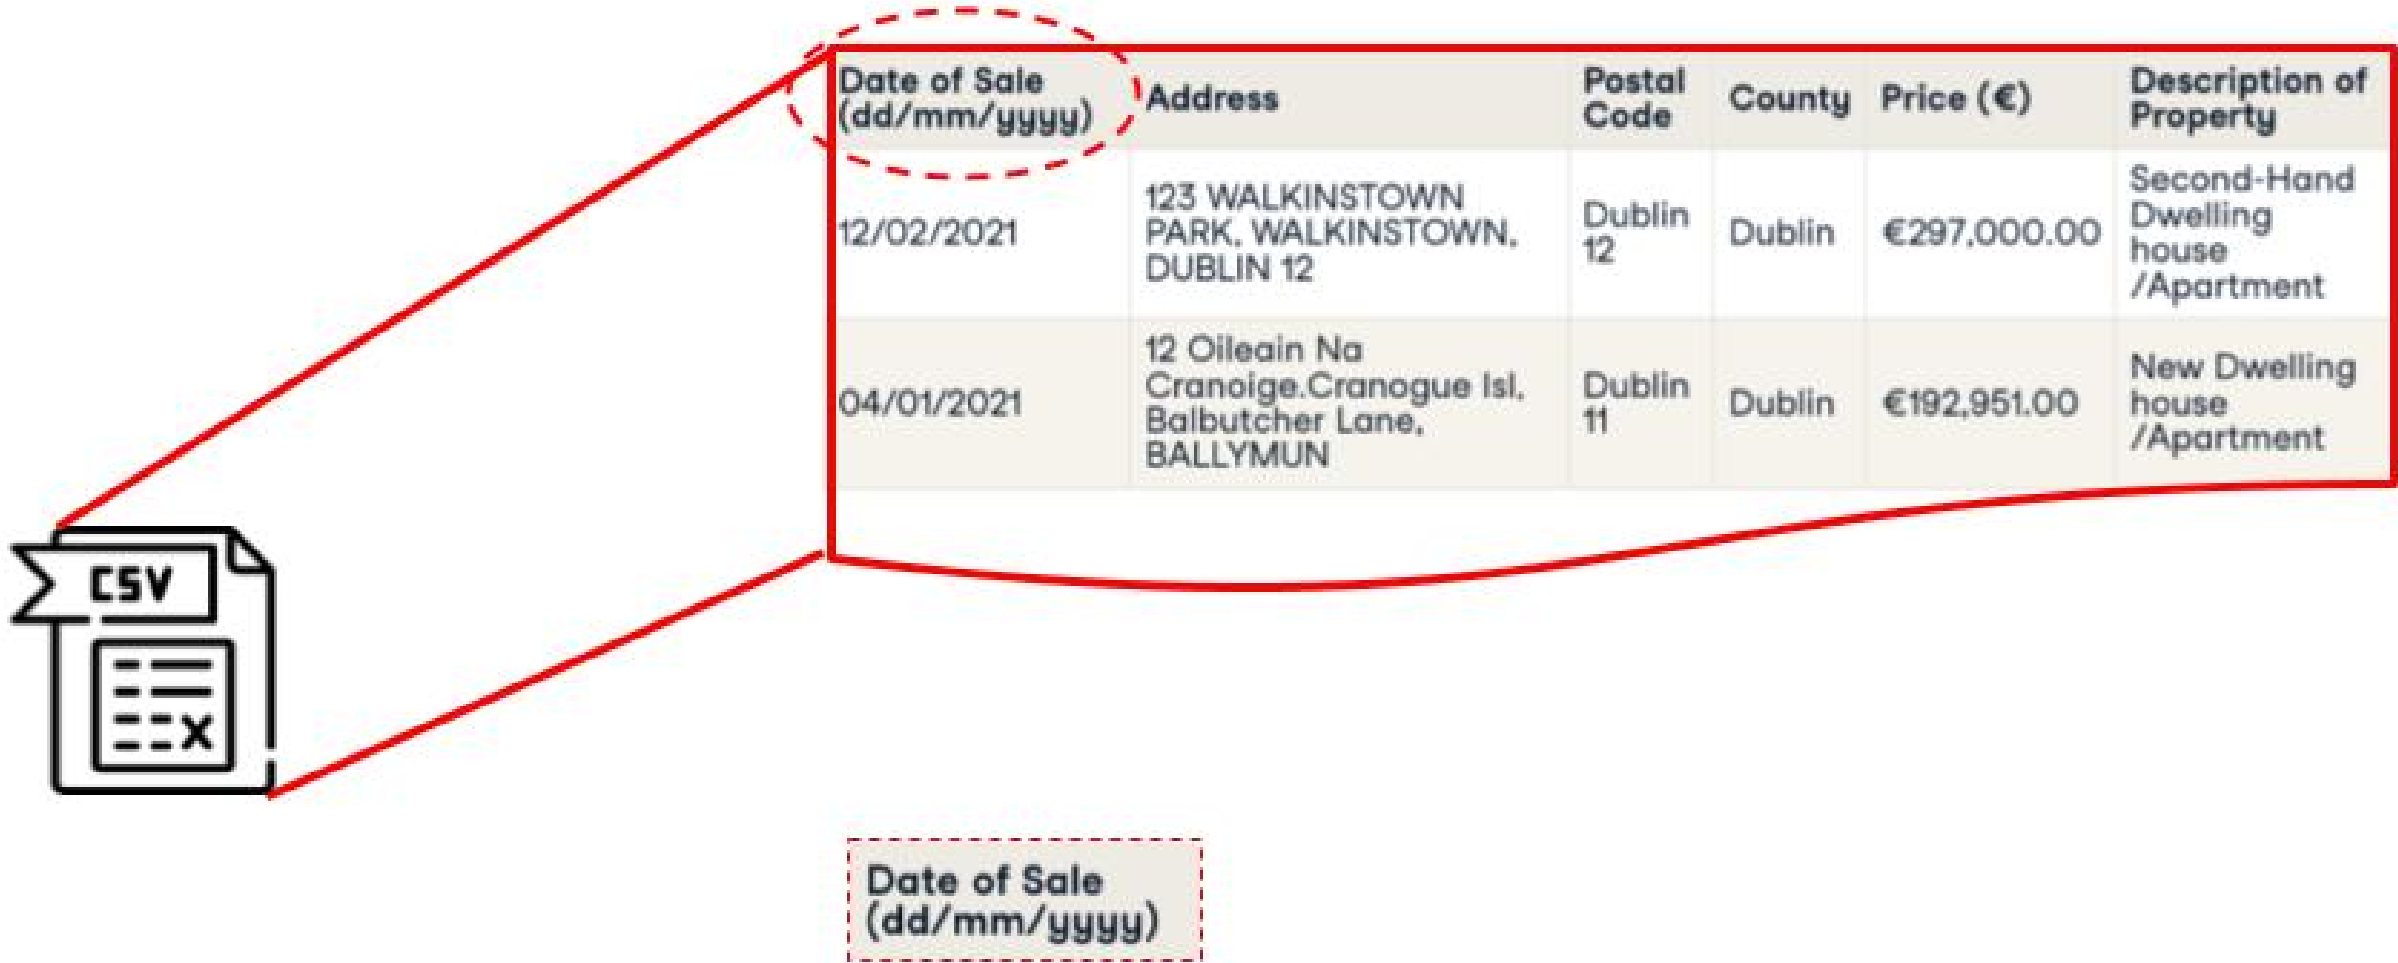 Date of Sale
(dd/mm/yyyy)
Address
Postal
Code
County
Price (€)
Description of
Property
12/02/2021
123 WALKINSTOWN
PARK, WALKINSTOWN,
DUBLIN 12
Dublin
12
Dublin
€297,000.00
Second-Hand
Dwelling
house
/Apartment
04/01/2021
12 Oileain Na
Cranoige.Cranogue Isl,
Balbutcher Lane,
BALLYMUN
Dublin
11
Dublin
€192,951.00
New Dwelling
house
/Apartment
CSV
X
Date of Sale
(dd/mm/yyyy)